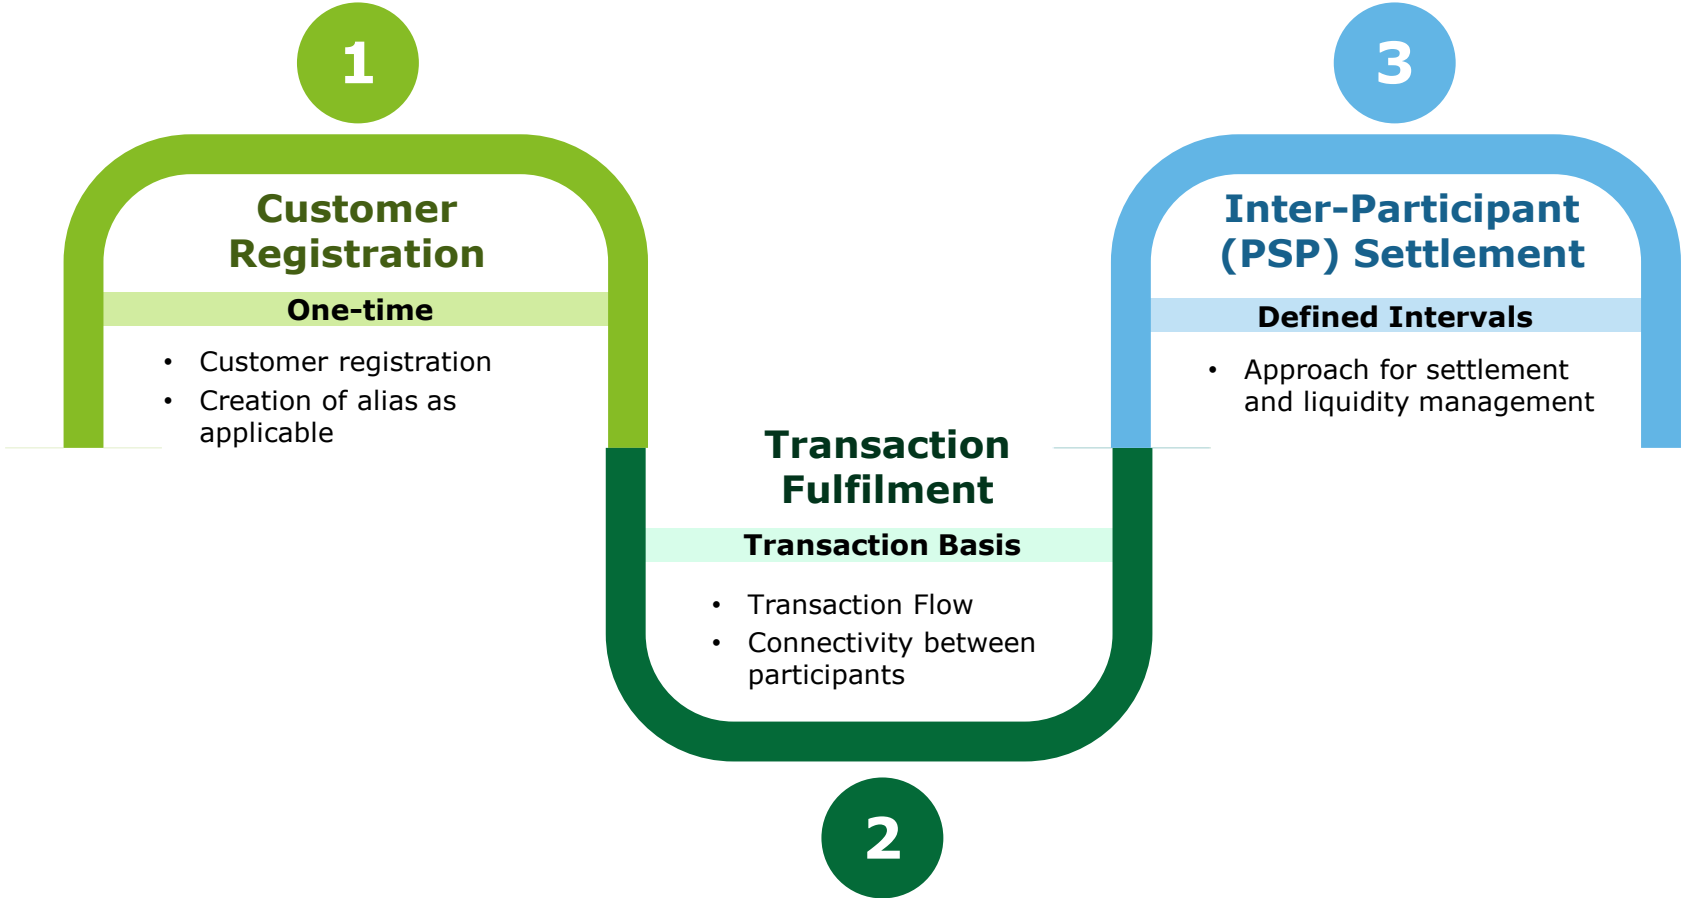 1
Customer
Registration
One-time
• Customer registration
• Creation of alias as
applicable
Transaction
Fulfilment
Transaction Basis
• Transaction Flow
• Connectivity between
participants
2
3
Inter-Participant
(PSP) Settlement
Defined Intervals
• Approach for settlement
and liquidity management